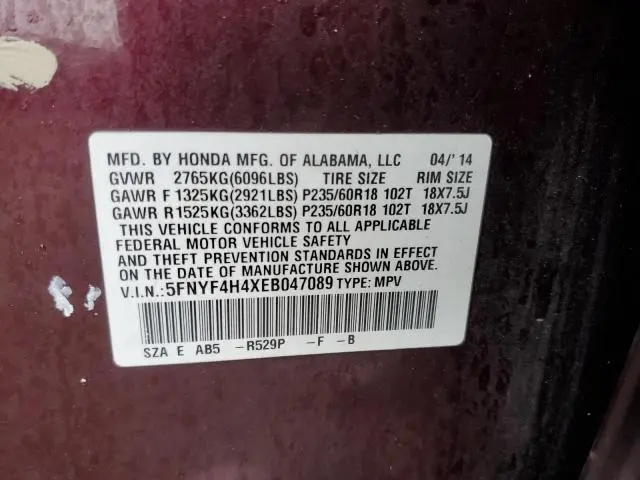 MFD. BY HONDA MFG. OF ALABAMA, LLC 04/'14
GVWR 2765KG(6096LBS) TIRE SIZE RIM SIZE
GAWR F 1325KG(2921LBS) P235/60R18 102T 18X7.5J
GAWR R 1525KG(3362LBS) P235/60R18 102T 18X7.5J
THIS VEHICLE CONFORMS TO ALL APPLICABLE
FEDERAL MOTOR VEHICLE SAFETY
AND THEFT PREVENTION STANDARDS IN EFFECT
ON THE DATE OF MANUFACTURE SHOWN ABOVE.
V.I.N.:5FNYF4H4XEB047089 TYPE: MPV
SZA E AB5 -R529P -F -B